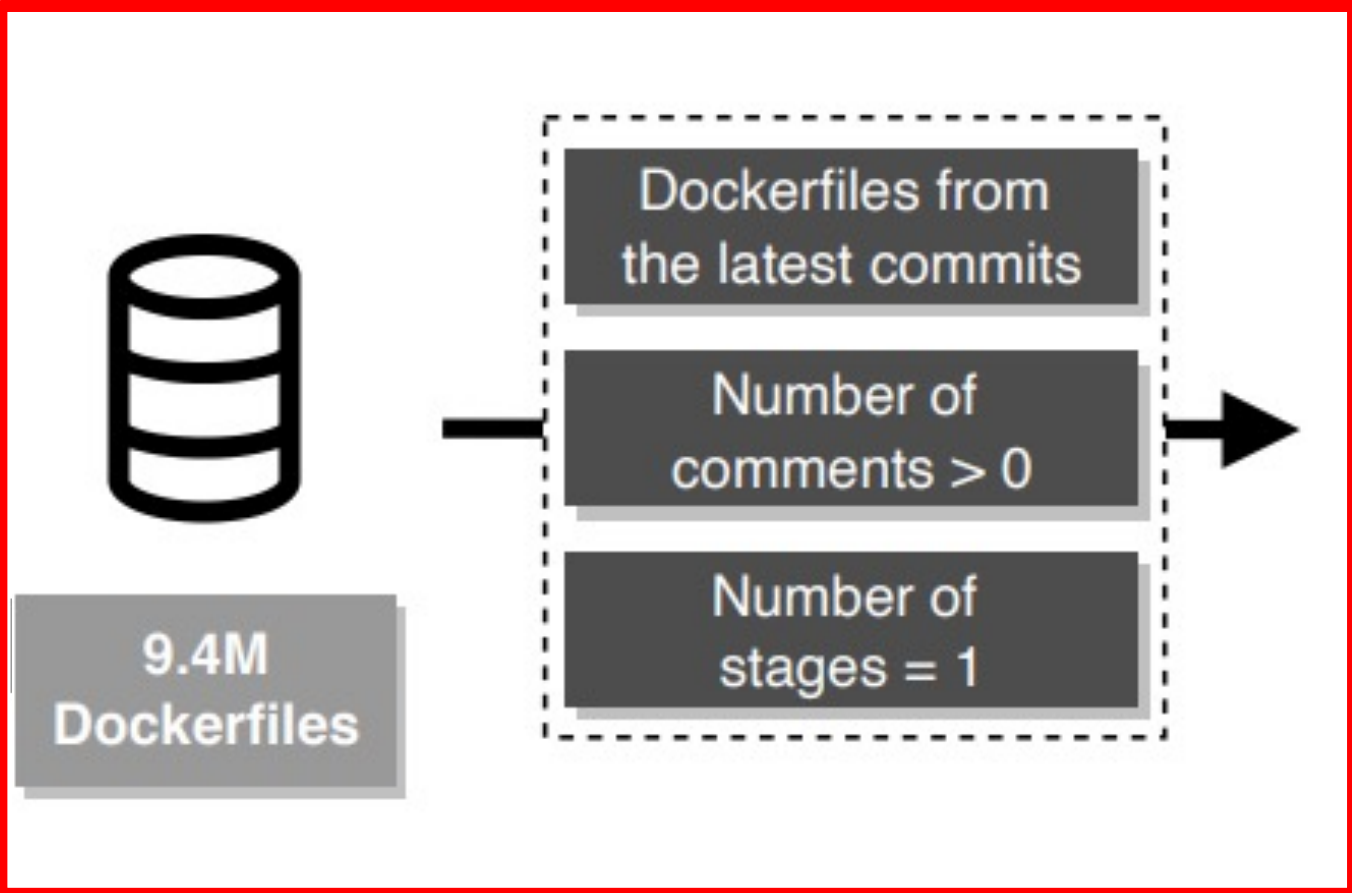 Dockerfiles from
the latest commits
Number of
comments > 0
Number of
stages = 1
9.4M
Dockerfiles